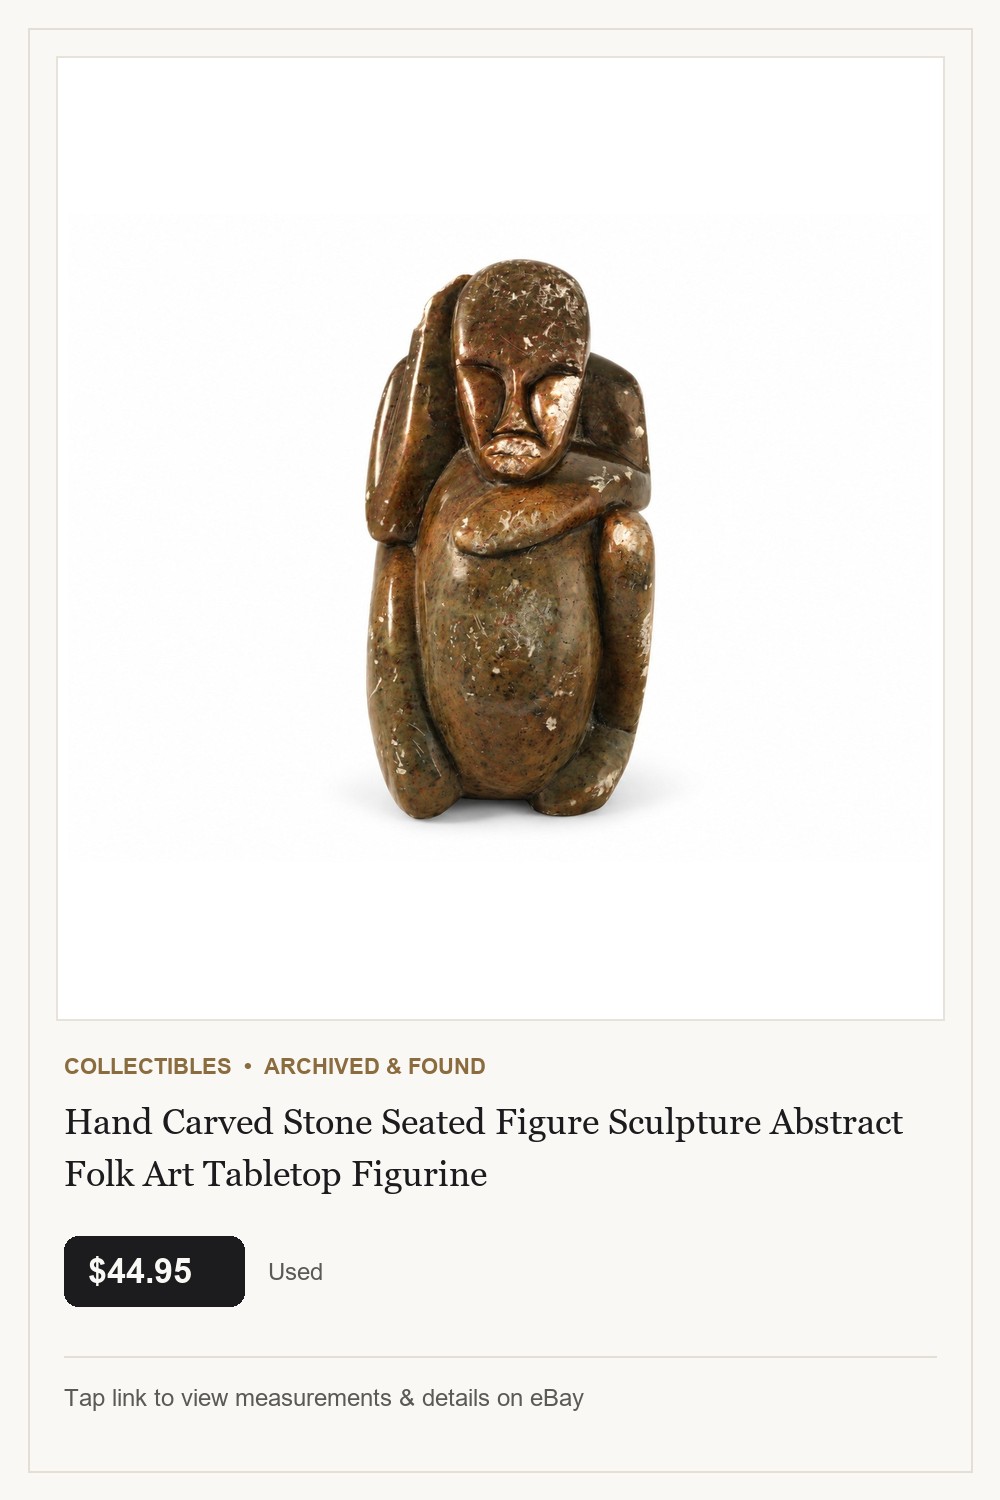 COLLECTIBLES • ARCHIVED & FOUND
Hand Carved Stone Seated Figure Sculpture Abstract
Folk Art Tabletop Figurine
$44.95
Used
Tap link to view measurements & details on eBay